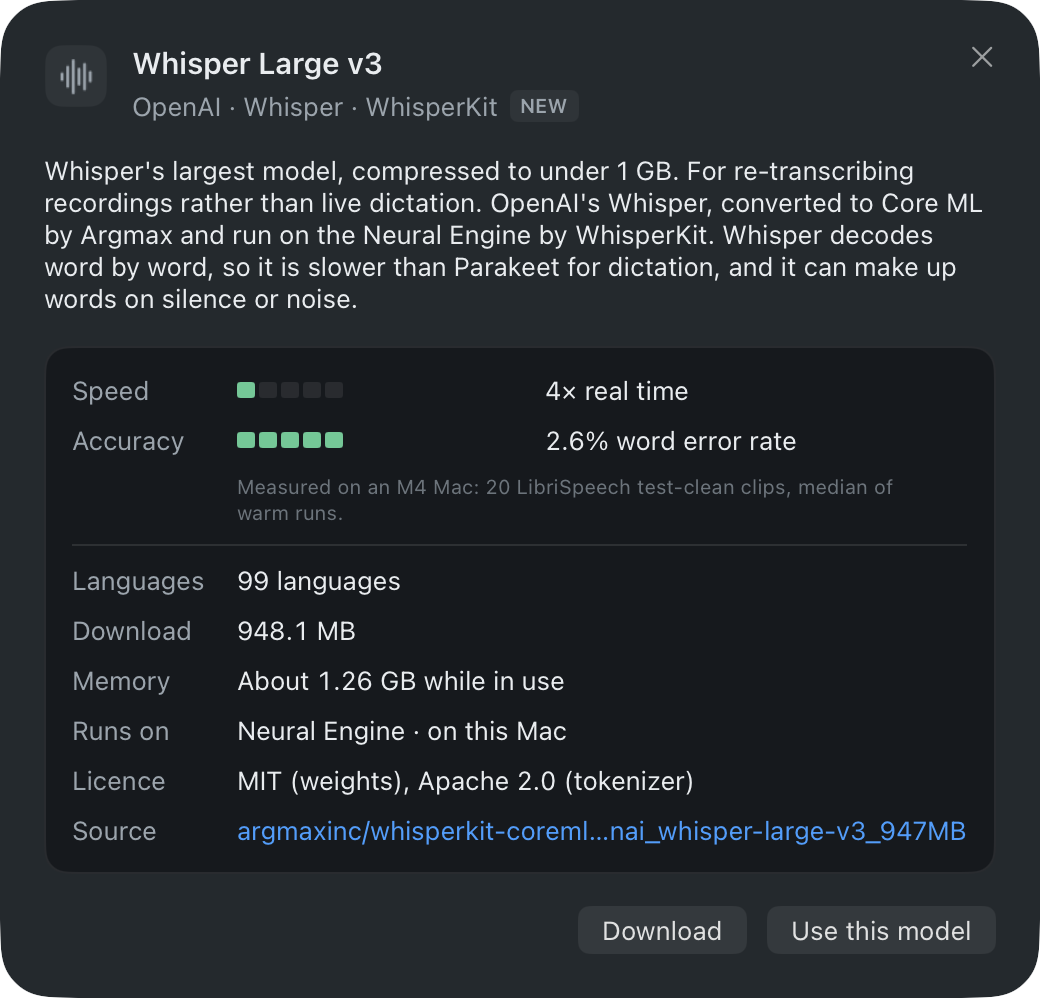 Whisper Large v3
OpenAI · Whisper · WhisperKit NEW
Whisper's largest model, compressed to under 1 GB. For re-transcribing
recordings rather than live dictation. OpenAI's Whisper, converted to Core ML
by Argmax and run on the Neural Engine by WhisperKit. Whisper decodes
word by word, so it is slower than Parakeet for dictation, and it can make up
words on silence or noise.
Speed 4× real time
Accuracy 2.6% word error rate
Measured on an M4 Mac: 20 LibriSpeech test-clean clips, median of
warm runs.
Languages 99 languages
Download 948.1 MB
Memory About 1.26 GB while in use
Runs on Neural Engine · on this Mac
Licence MIT (weights), Apache 2.0 (tokenizer)
Source argmaxinc/whisperkit-coreml...nai_whisper-large-v3_947MB
Download Use this model